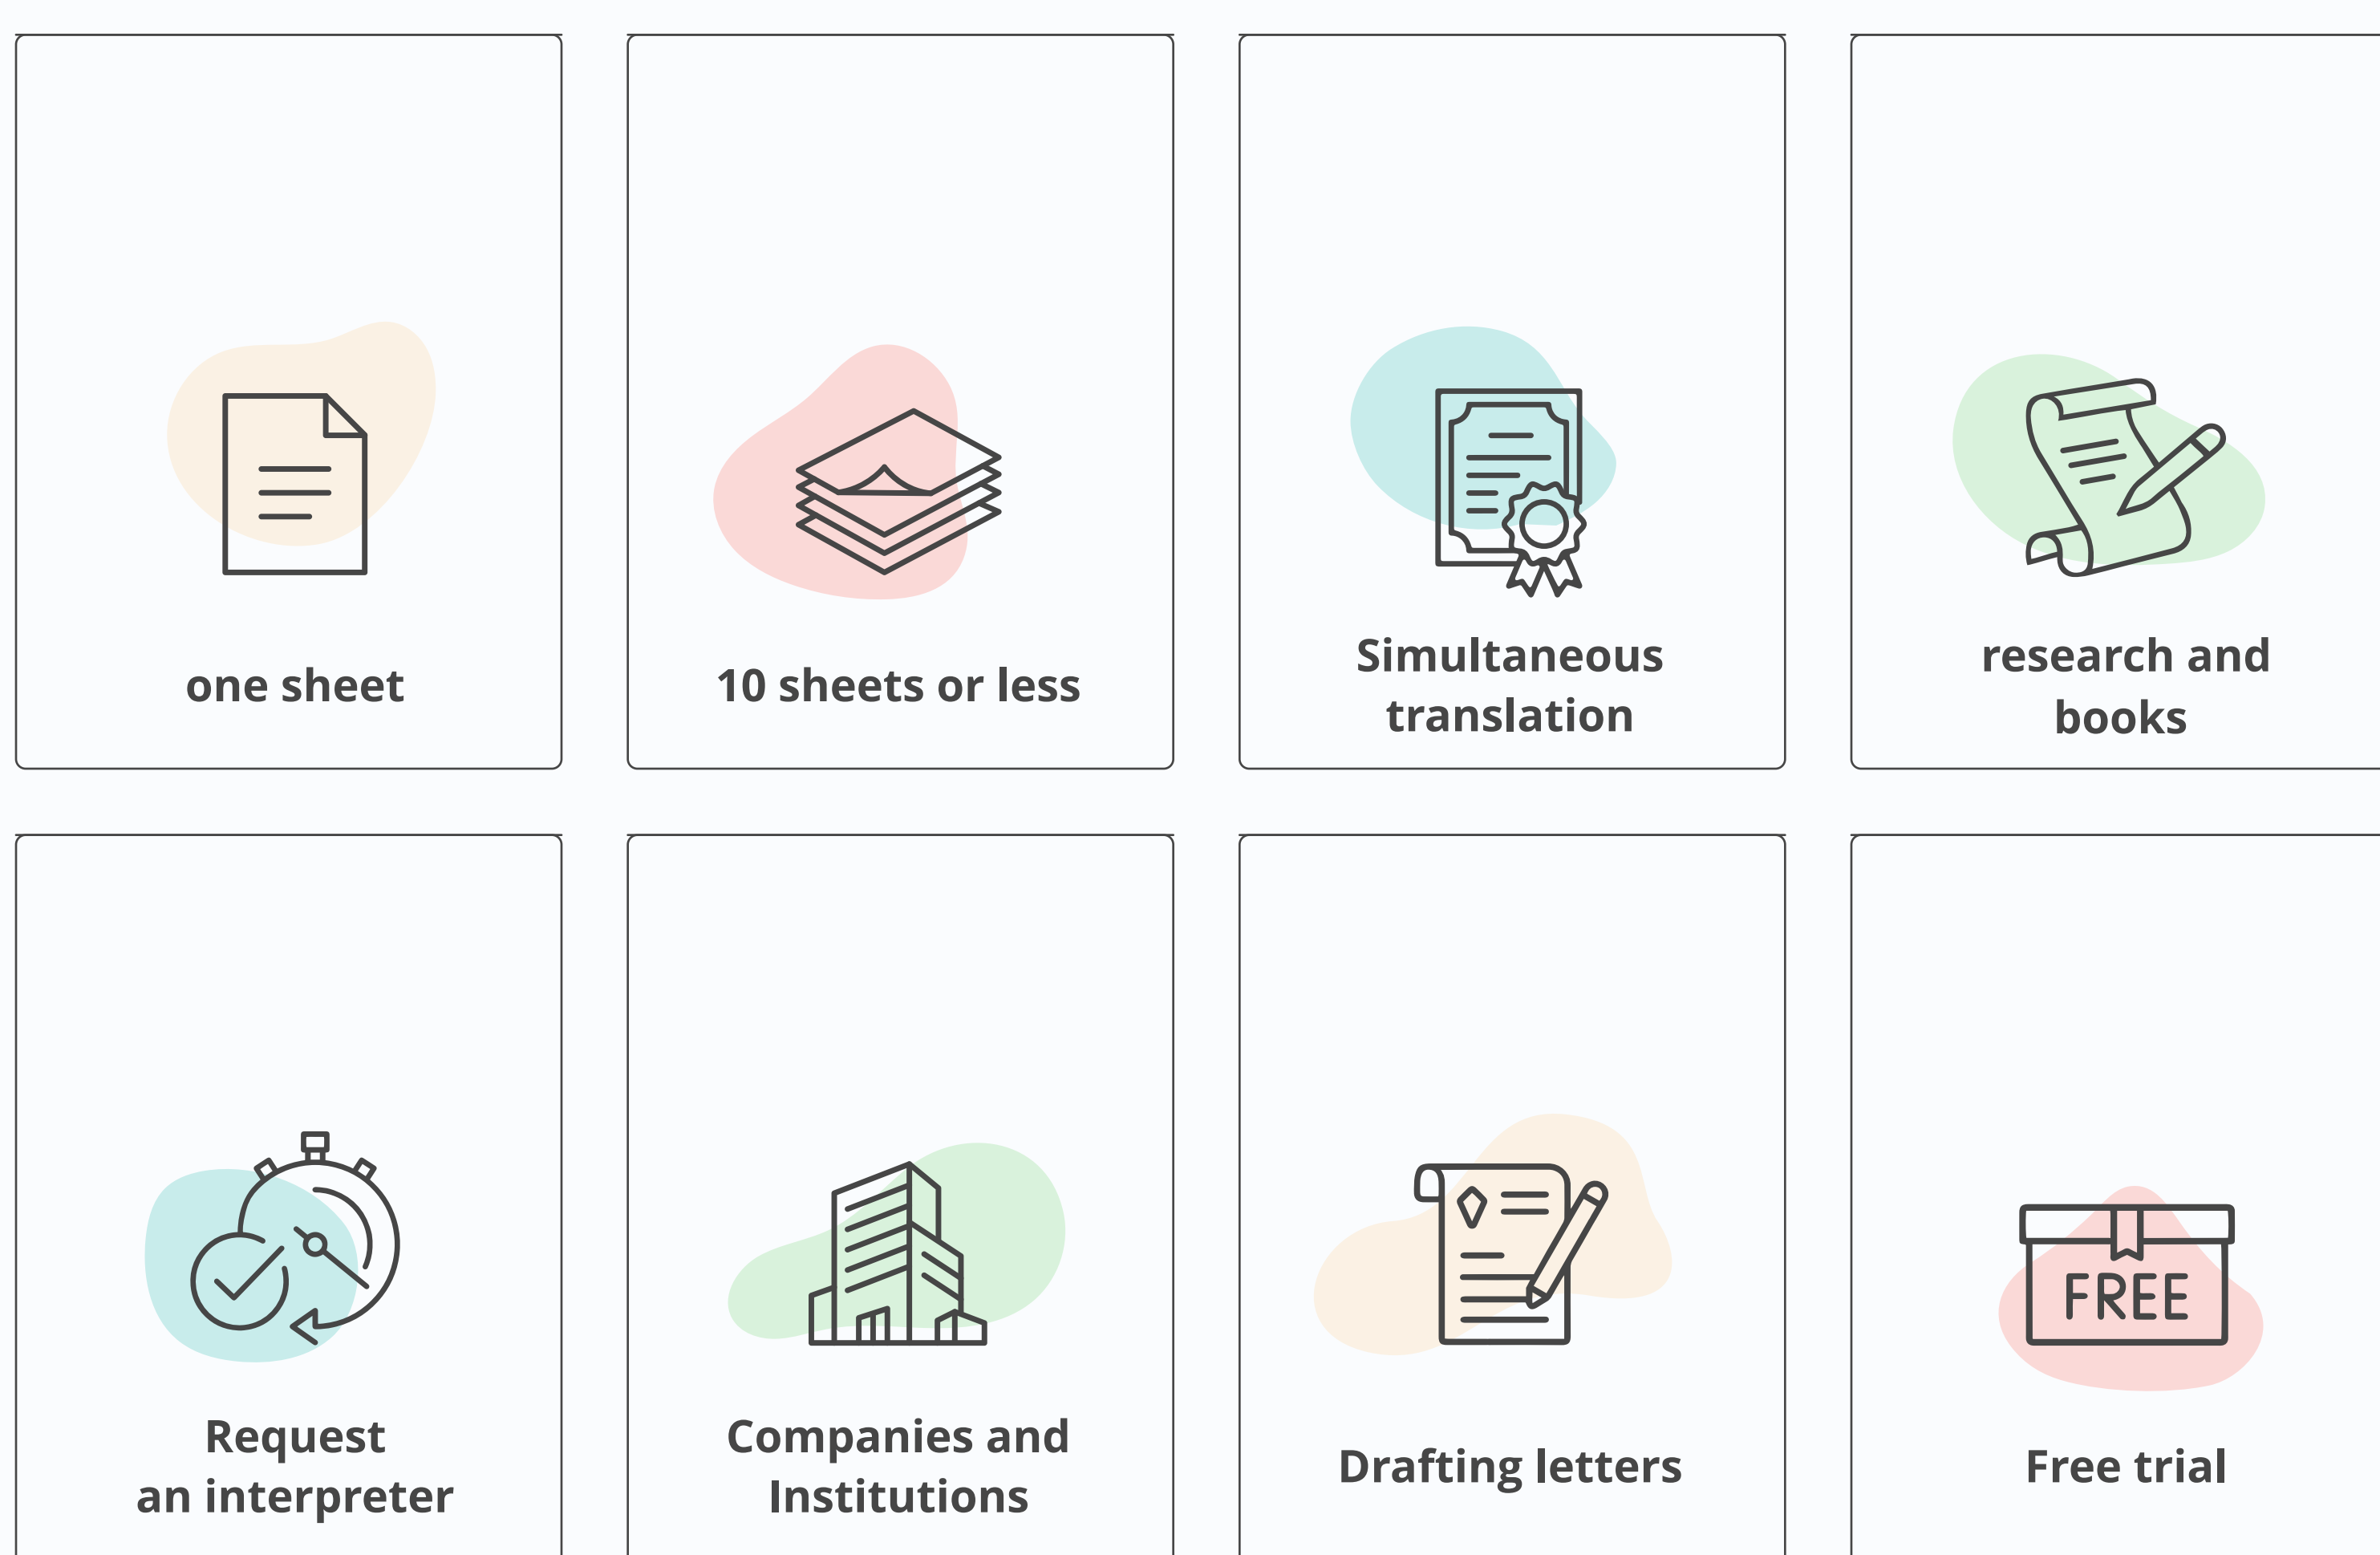 one sheet
10 sheets or less
Simultaneous
translation
research and
books
Request
an interpreter
Companies and
Institutions
Drafting letters
FREE
Free trial